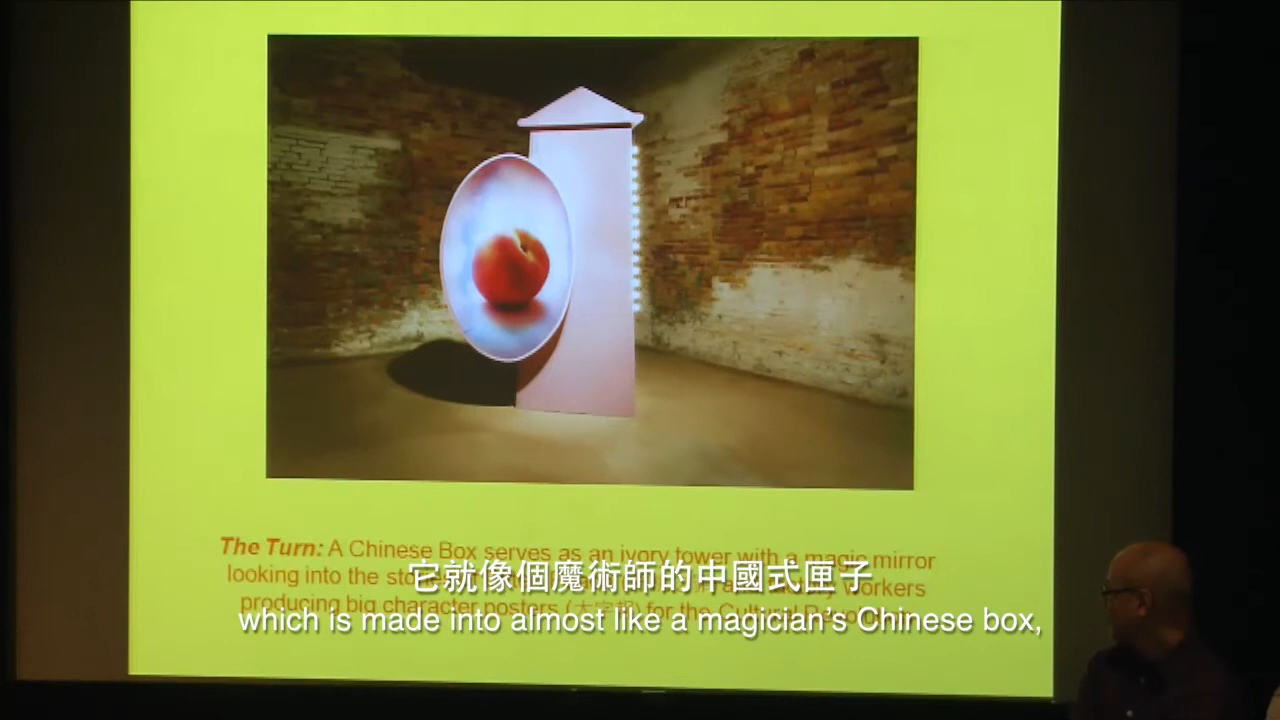 The Turn: A Chinese Box serves as an ivory tower with a magic mirror
looking into the workers
producing big character posters for the Cultural
它就像個魔術師的中國式匣子
which is made into almost like a magician's Chinese box,